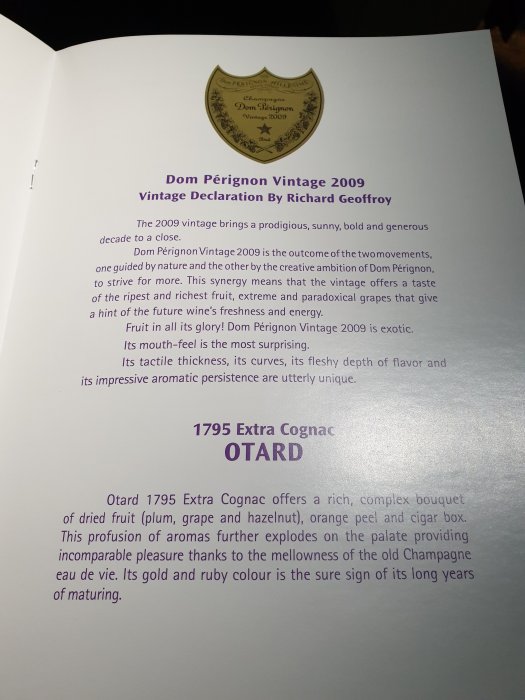 Dom Pérignon Vintage 2009
Vintage Declaration By Richard Geoffroy
Champagne
Dom Pérignon
Vintage 2009
Brut
The 2009 vintage brings a prodigious, sunny, bold and generous
decade to a close.
Dom Pérignon Vintage 2009 is the outcome of the two movements,
one guided by nature and the other by the creative ambition of Dom Pérignon,
to strive for more. This synergy means that the vintage offers a taste
of the ripest and richest fruit, extreme and paradoxical grapes that give
a hint of the future wine's freshness and energy.
Fruit in all its glory! Dom Pérignon Vintage 2009 is exotic.
Its mouth-feel is the most surprising.
Its tactile thickness, its curves, its fleshy depth of flavor and
its impressive aromatic persistence are utterly unique.
1795 Extra Cognac
OTARD
Otard 1795 Extra Cognac offers a rich, complex bouquet
of dried fruit (plum, grape and hazelnut), orange peel and cigar box.
This profusion of aromas further explodes on the palate providing
incomparable pleasure thanks to the mellowness of the old Champagne
eau de vie. Its gold and ruby colour is the sure sign of its long years
of maturing.